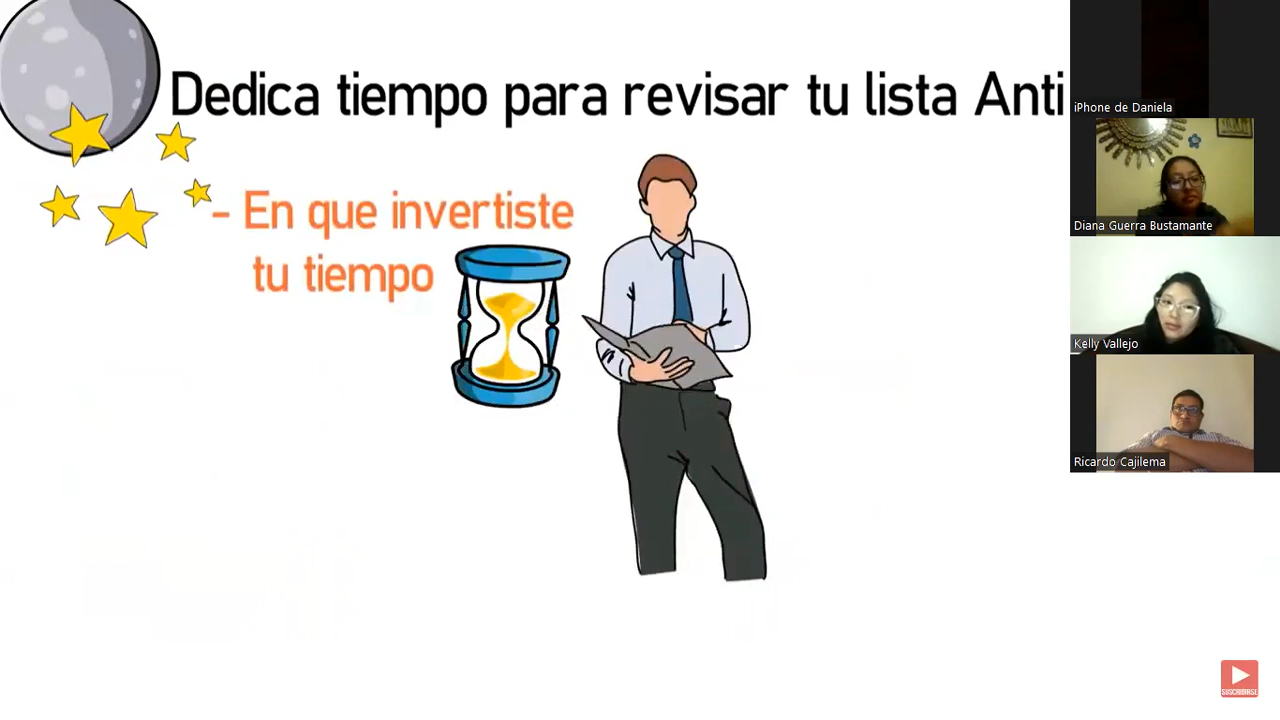 Dedica tiempo para revisar tu lista Anti
- En que invertiste
tu tiempo
iPhone de Daniela
Diana Guerra Bustamante
Kelly Vallejo
Ricardo Cajilema
SUSCRIBIRSE